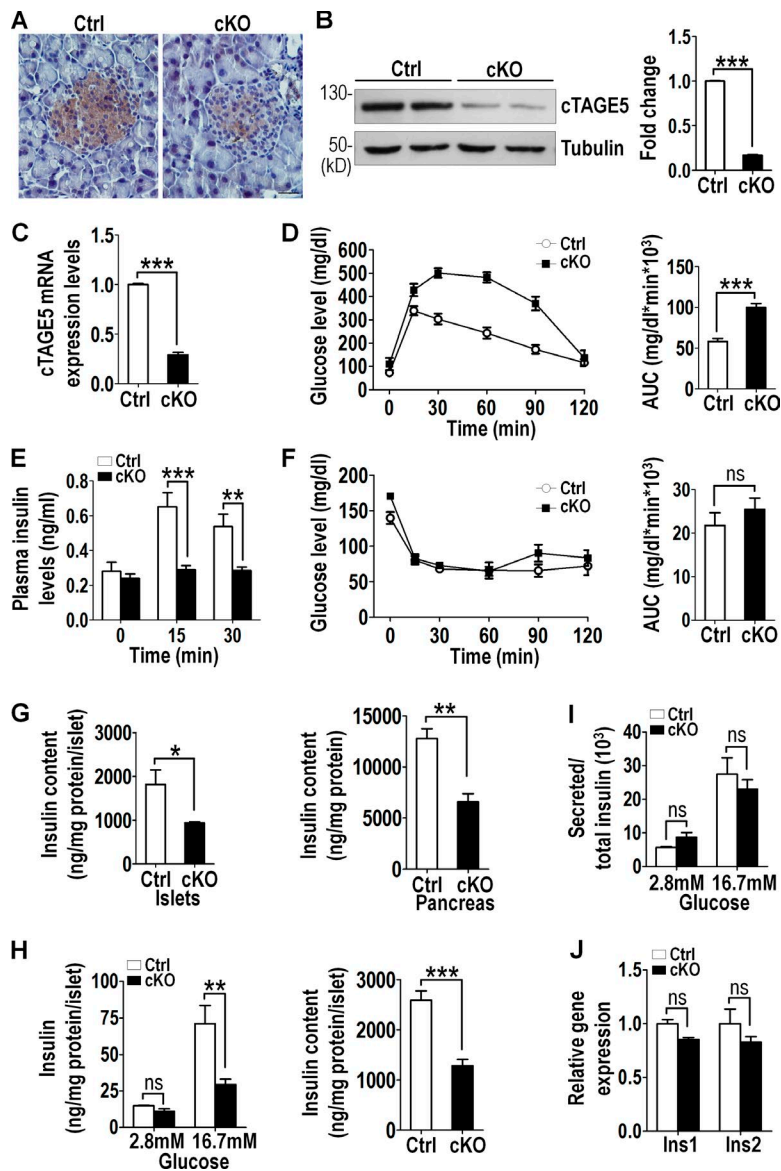 A
Ctrl
cKO
B
Ctrl
cKO
130-
cTAGE5
50-
Tubulin
(kD)
Fold change
1.5
1.0
0.5
0.0
***
Ctrl
cKO
C
cTAGE5 mRNA
expression levels
1.5
1.0
0.5
0.0
***
Ctrl
cKO
D
Glucose level (mg/dl)
600
500
400
300
200
100
0
Ctrl
cKO
0
30
60
90
120
Time (min)
AUC (mg/dl*min*10³)
150
100
50
0
***
Ctrl
cKO
E
Ctrl
cKO
Plasma insulin
levels (ng/ml)
0.8
0.6
0.4
0.2
0.0
***
**
0
15
30
Time (min)
F
Glucose level (mg/dl)
200
150
100
50
0
Ctrl
cKO
0
30
60
90
120
Time (min)
AUC (mg/dl*min*10³)
30
20
10
0
ns
Ctrl
cKO
G
Insulin content
(ng/mg protein/islet)
3000
2000
1000
0
*
Ctrl
cKO
Islets
Insulin content
(ng/mg protein)
15000
10000
5000
0
**
Ctrl
cKO
Pancreas
I
Ctrl
cKO
Secreted/
total insulin (10³)
40
30
20
10
0
ns
ns
2.8mM
16.7mM
Glucose
H
Ctrl
cKO
Insulin
(ng/mg protein/islet)
100
75
50
25
0
ns
**
2.8mM
16.7mM
Glucose
Insulin content
(ng/mg protein/islet)
3000
2000
1000
0
***
Ctrl
cKO
J
Ctrl
cKO
Relative gene
expression
1.5
1.0
0.5
0.0
ns
ns
Ins1
Ins2